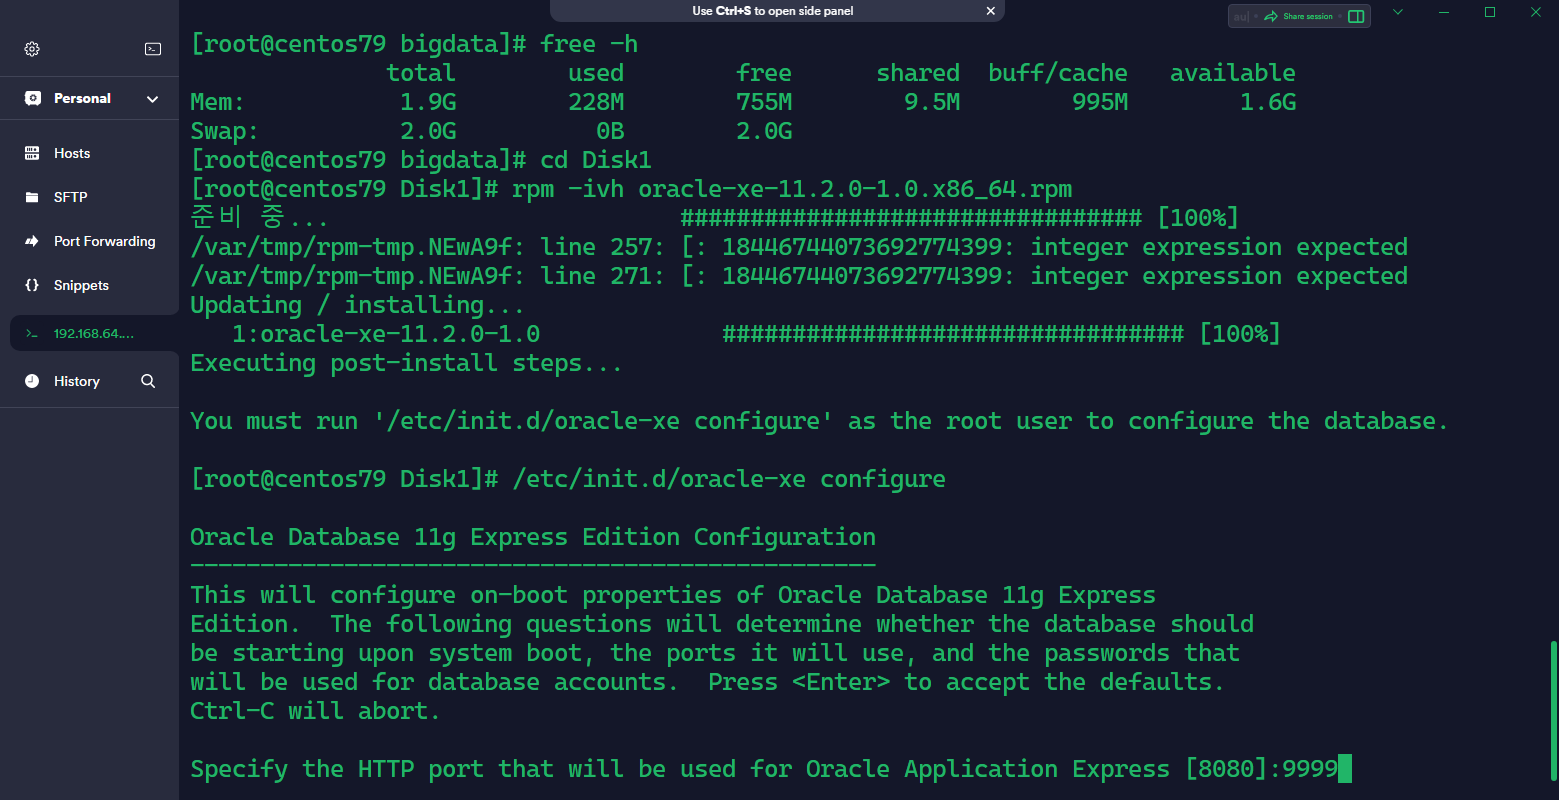 Use Ctrl+S to open side panel
Share session
Personal
Hosts
SFTP
Port Forwarding
Snippets
192.168.64....
History
[root@centos79 bigdata]# free -h
              total        used        free      shared  buff/cache   available
Mem:           1.9G        228M        755M        9.5M        995M        1.6G
Swap:          2.0G          0B        2.0G
[root@centos79 bigdata]# cd Disk1
[root@centos79 Disk1]# rpm -ivh oracle-xe-11.2.0-1.0.x86_64.rpm
준비 중...                         ################################# [100%]
/var/tmp/rpm-tmp.NEwA9f: line 257: [: 18446744073692774399: integer expression expected
/var/tmp/rpm-tmp.NEwA9f: line 271: [: 18446744073692774399: integer expression expected
Updating / installing...
   1:oracle-xe-11.2.0-1.0             ################################# [100%]
Executing post-install steps...
You must run '/etc/init.d/oracle-xe configure' as the root user to configure the database.
[root@centos79 Disk1]# /etc/init.d/oracle-xe configure
Oracle Database 11g Express Edition Configuration
-------------------------------------------------
This will configure on-boot properties of Oracle Database 11g Express
Edition.  The following questions will determine whether the database should
be starting upon system boot, the ports it will use, and the passwords that
will be used for database accounts.  Press <Enter> to accept the defaults.
Ctrl-C will abort.
Specify the HTTP port that will be used for Oracle Application Express [8080]:9999